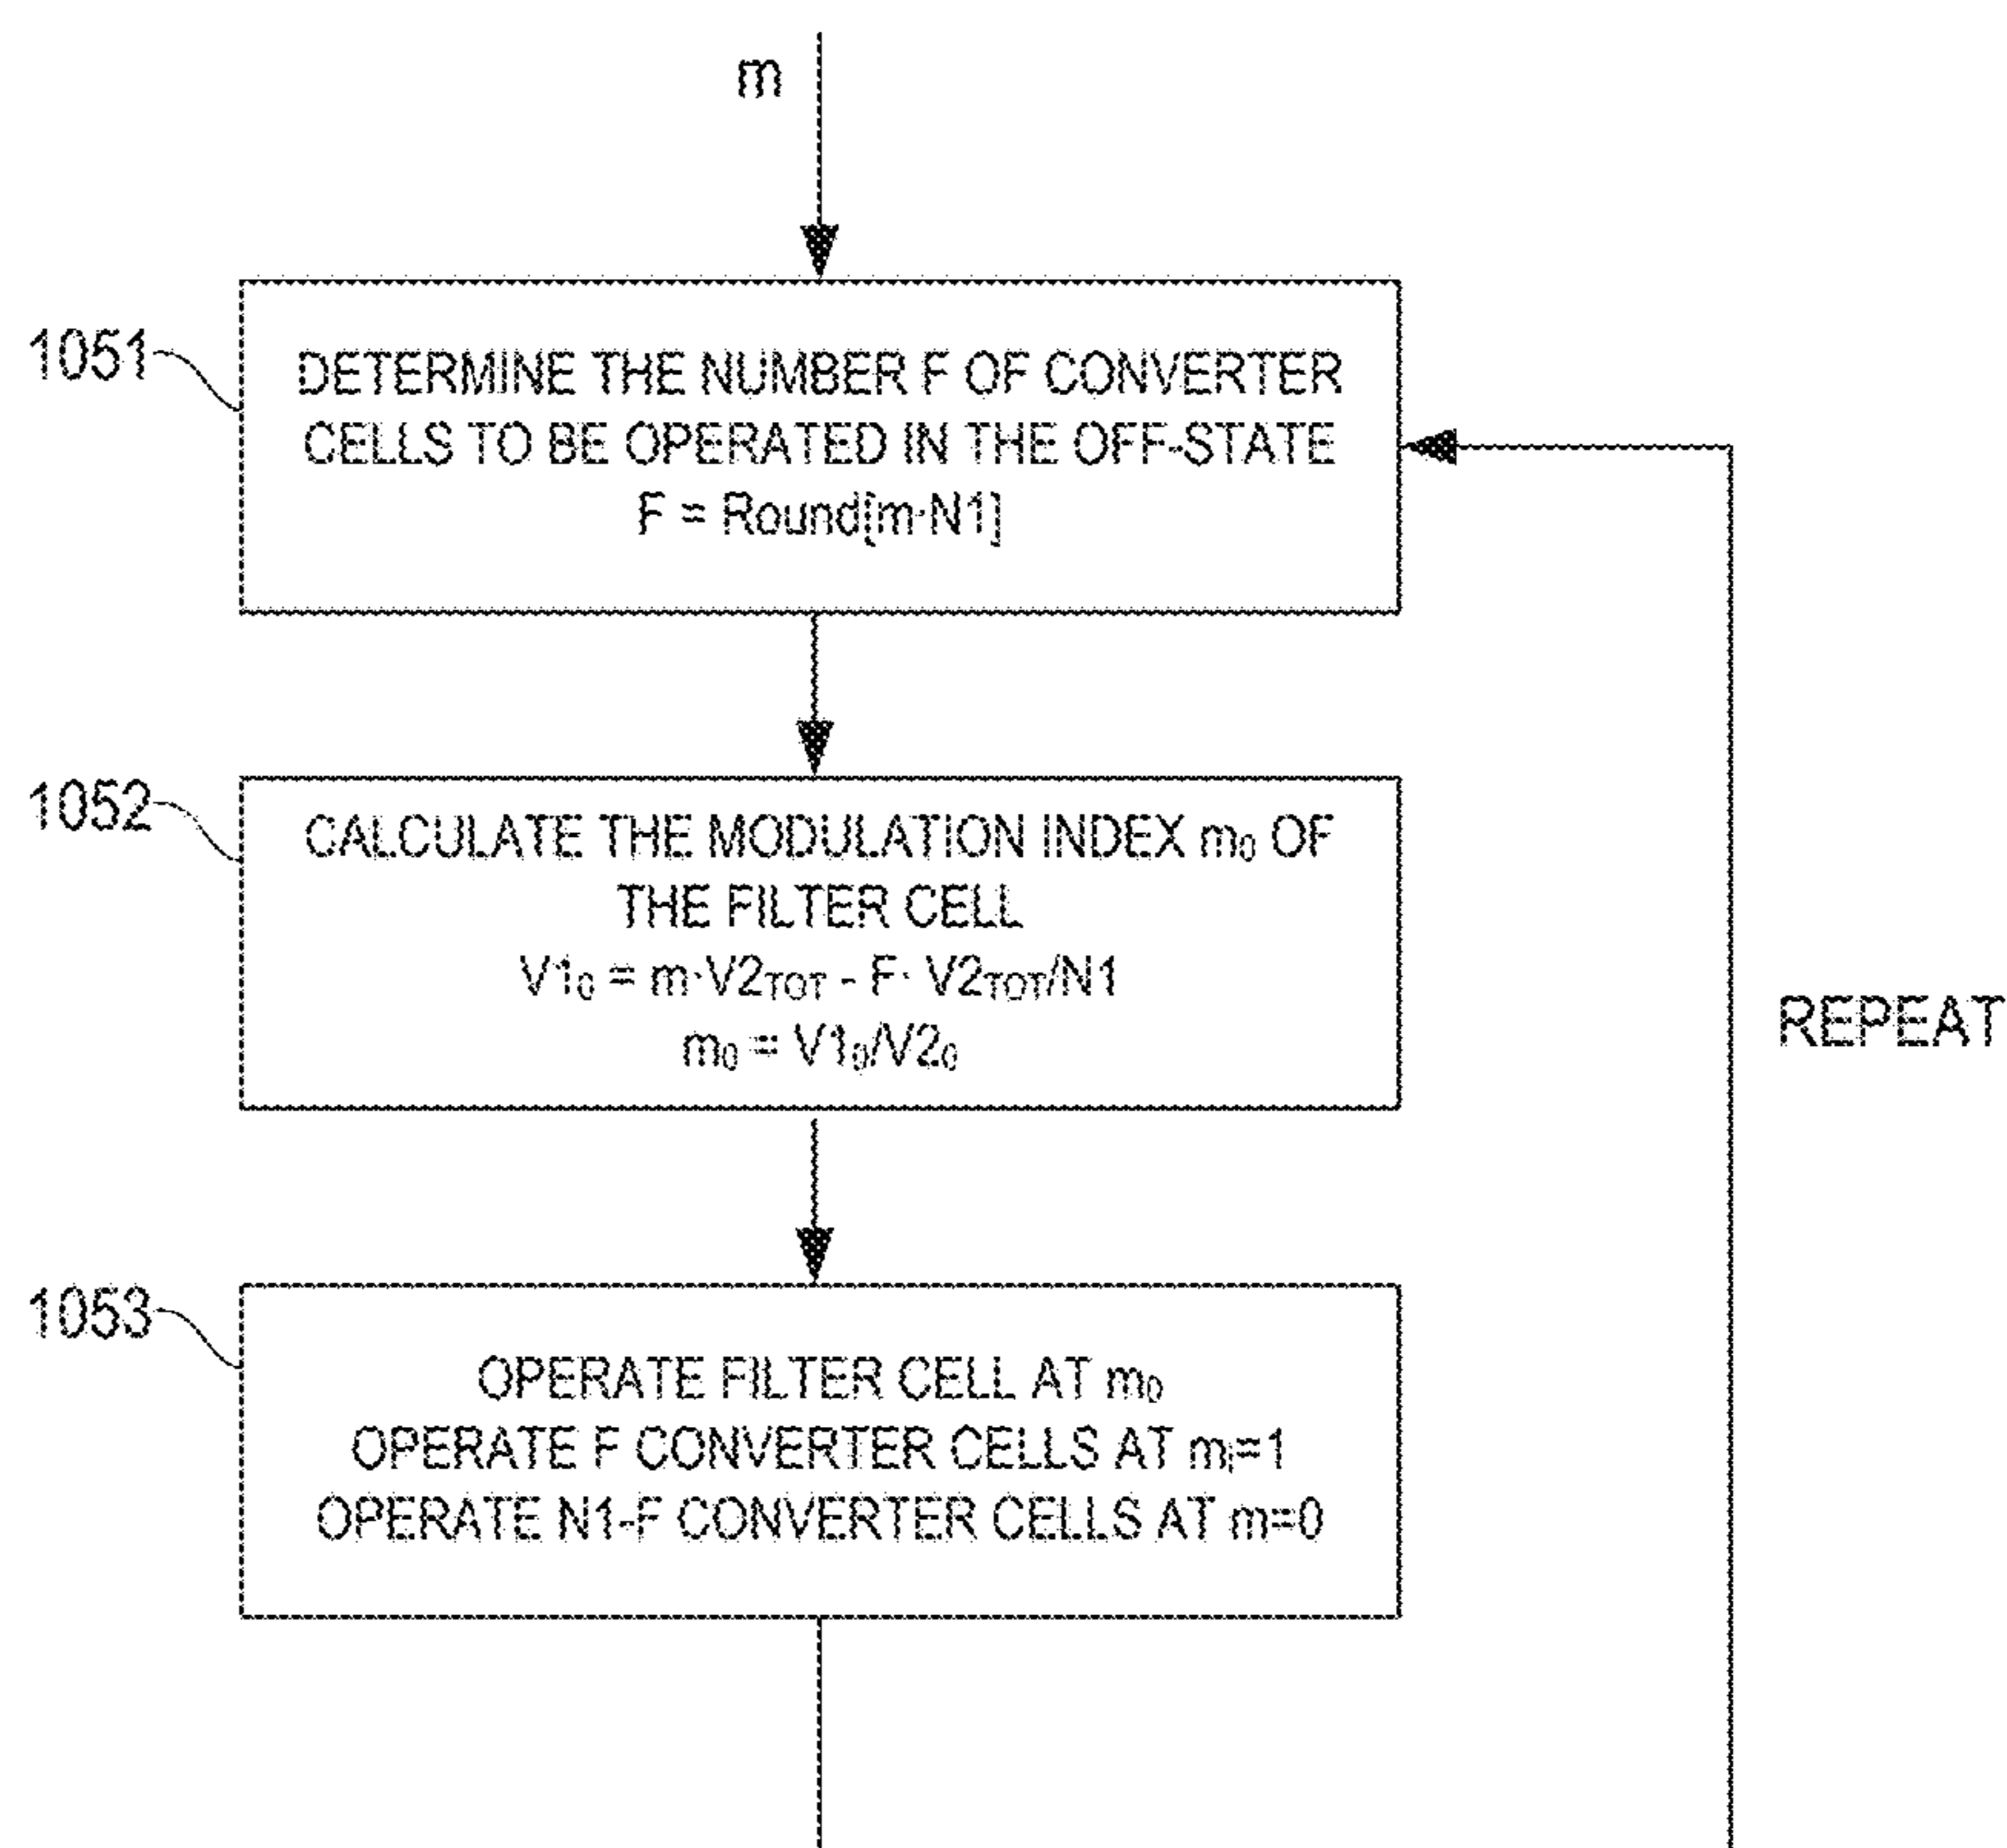 m
1051
DETERMINE THE NUMBER F OF CONVERTER
CELLS TO BE OPERATED IN THE OFF-STATE
F = Round[m·N1]
1052
CALCULATE THE MODULATION INDEX m₀ OF
THE FILTER CELL
V1₀ = m·V2TOT - F· V2TOT/N1
m₀ = V1₀/V2₀
REPEAT
1053
OPERATE FILTER CELL AT m₀
OPERATE F CONVERTER CELLS AT mᵢ=1
OPERATE N1-F CONVERTER CELLS AT m=0